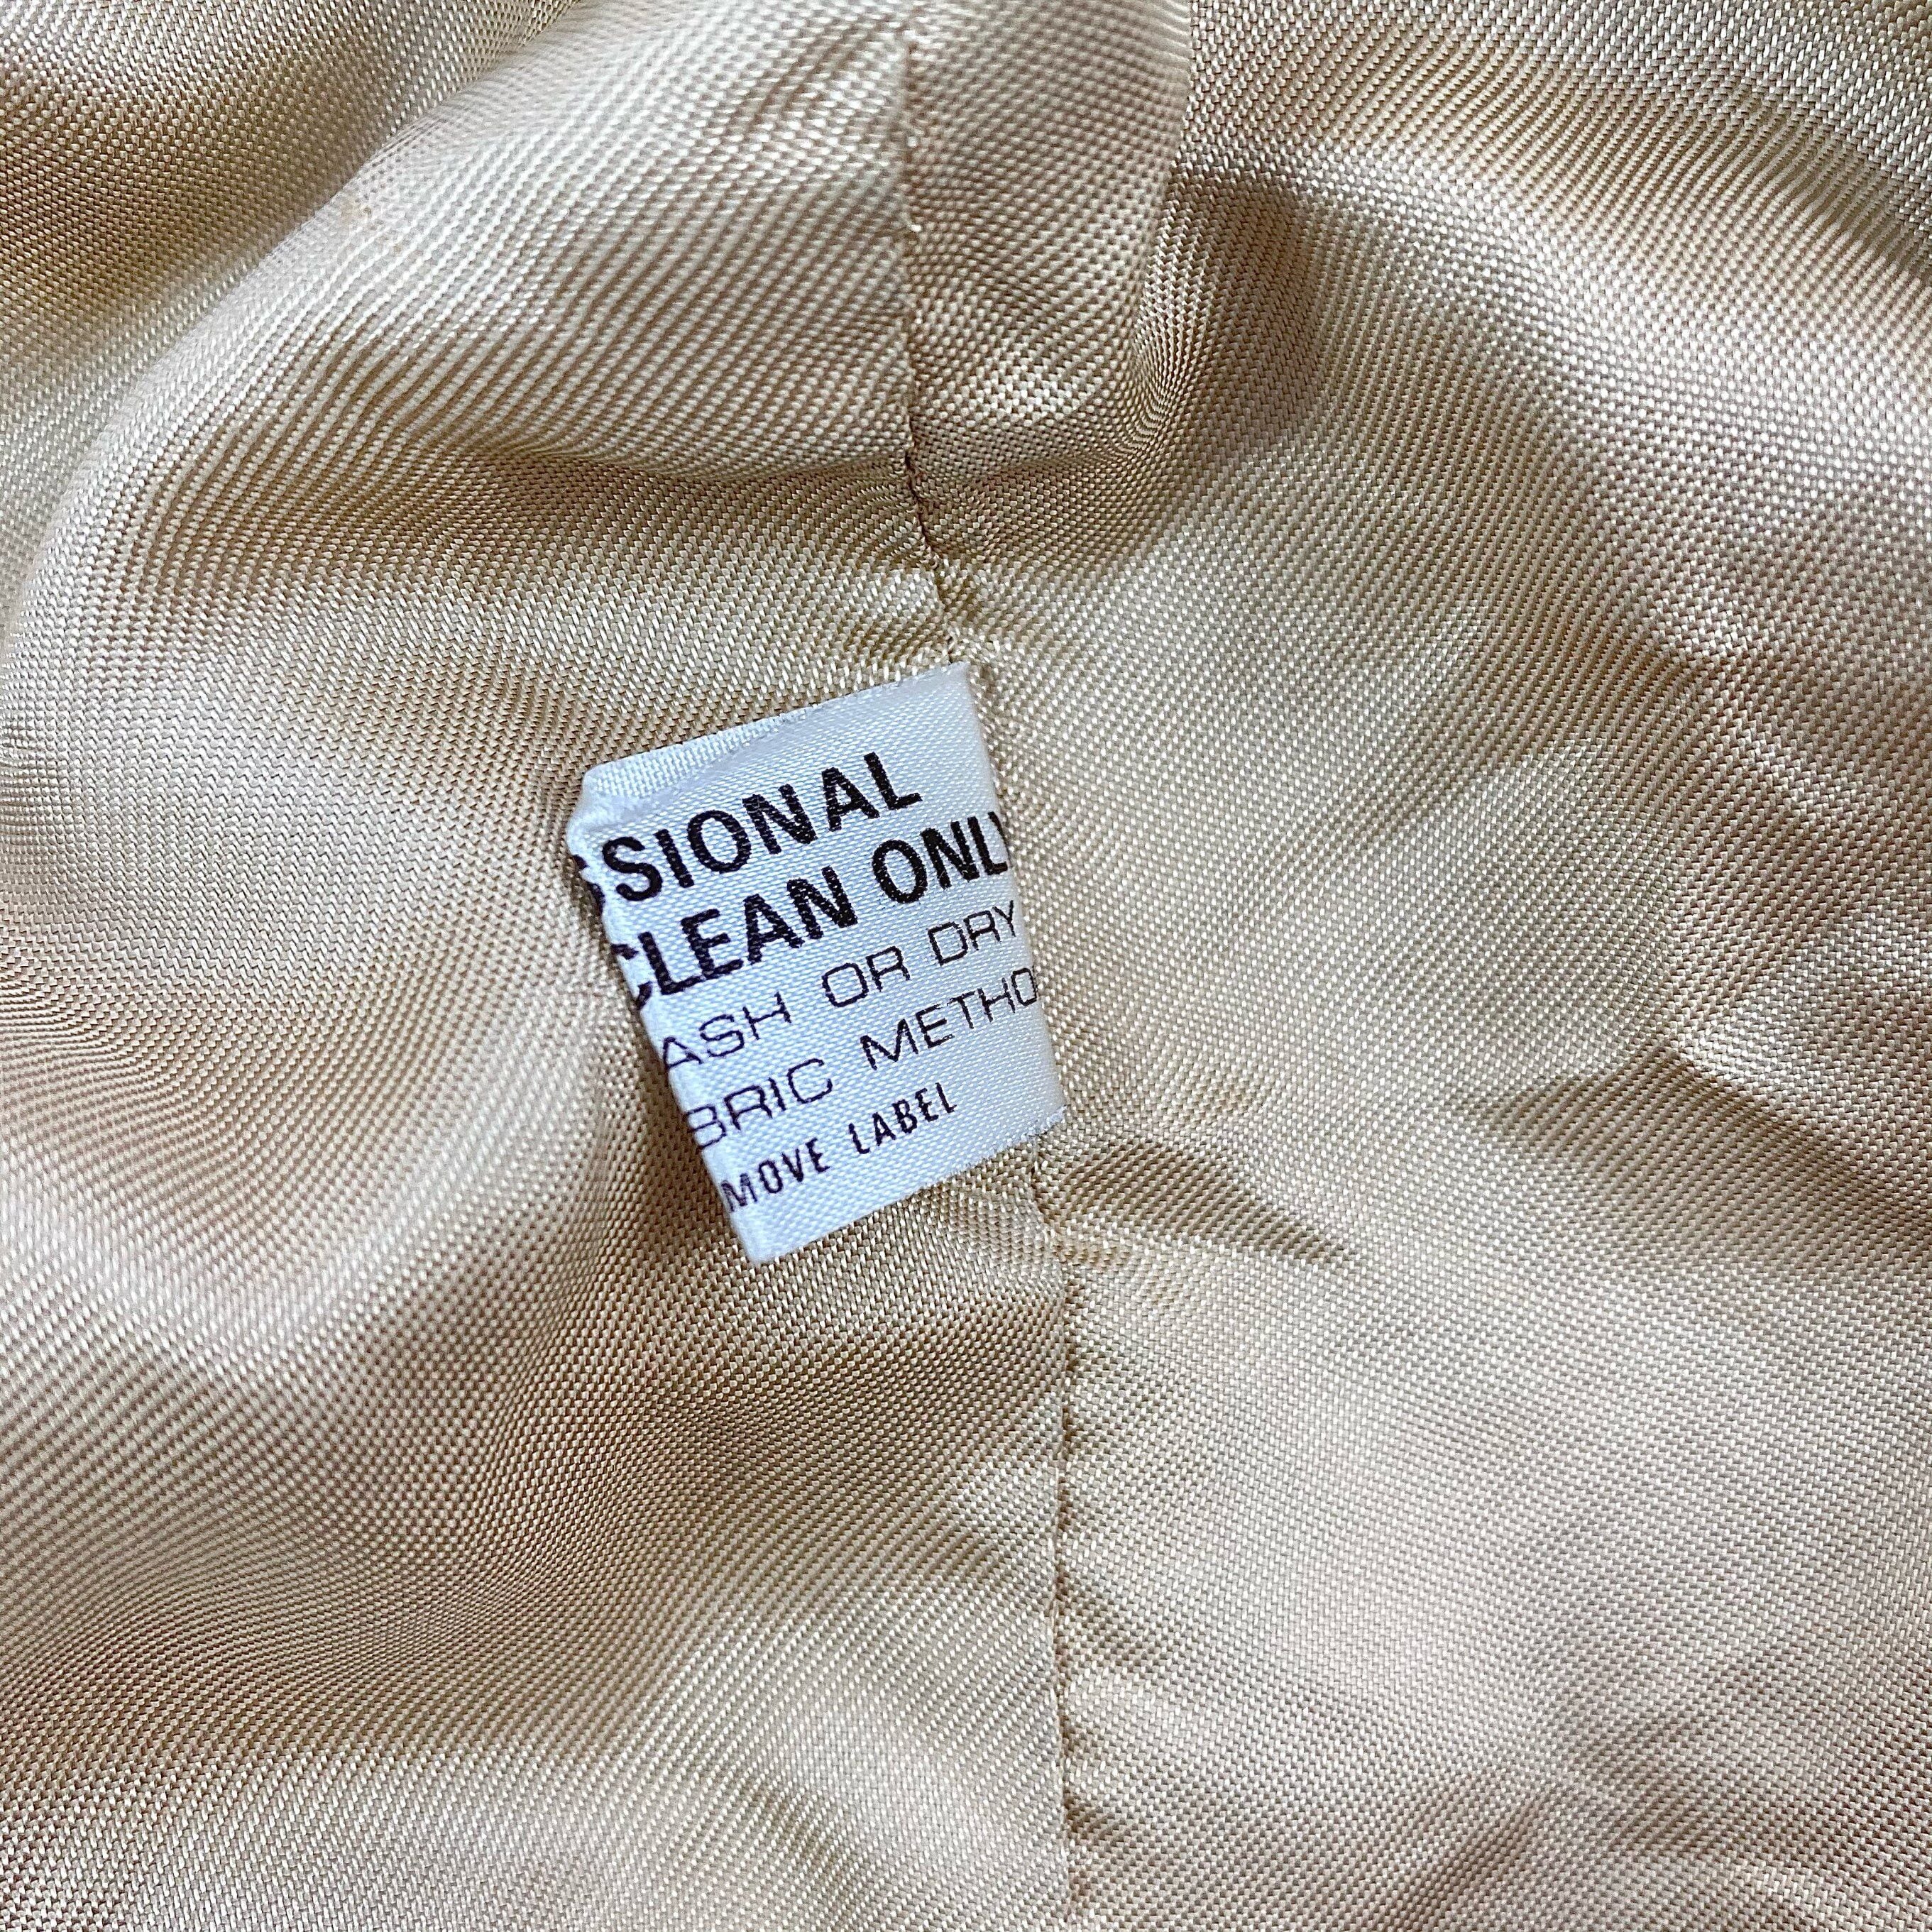 SSIONAL
CLEAN ONLY
ASH OR DRY
BRIC METHO
MOVE LABEL